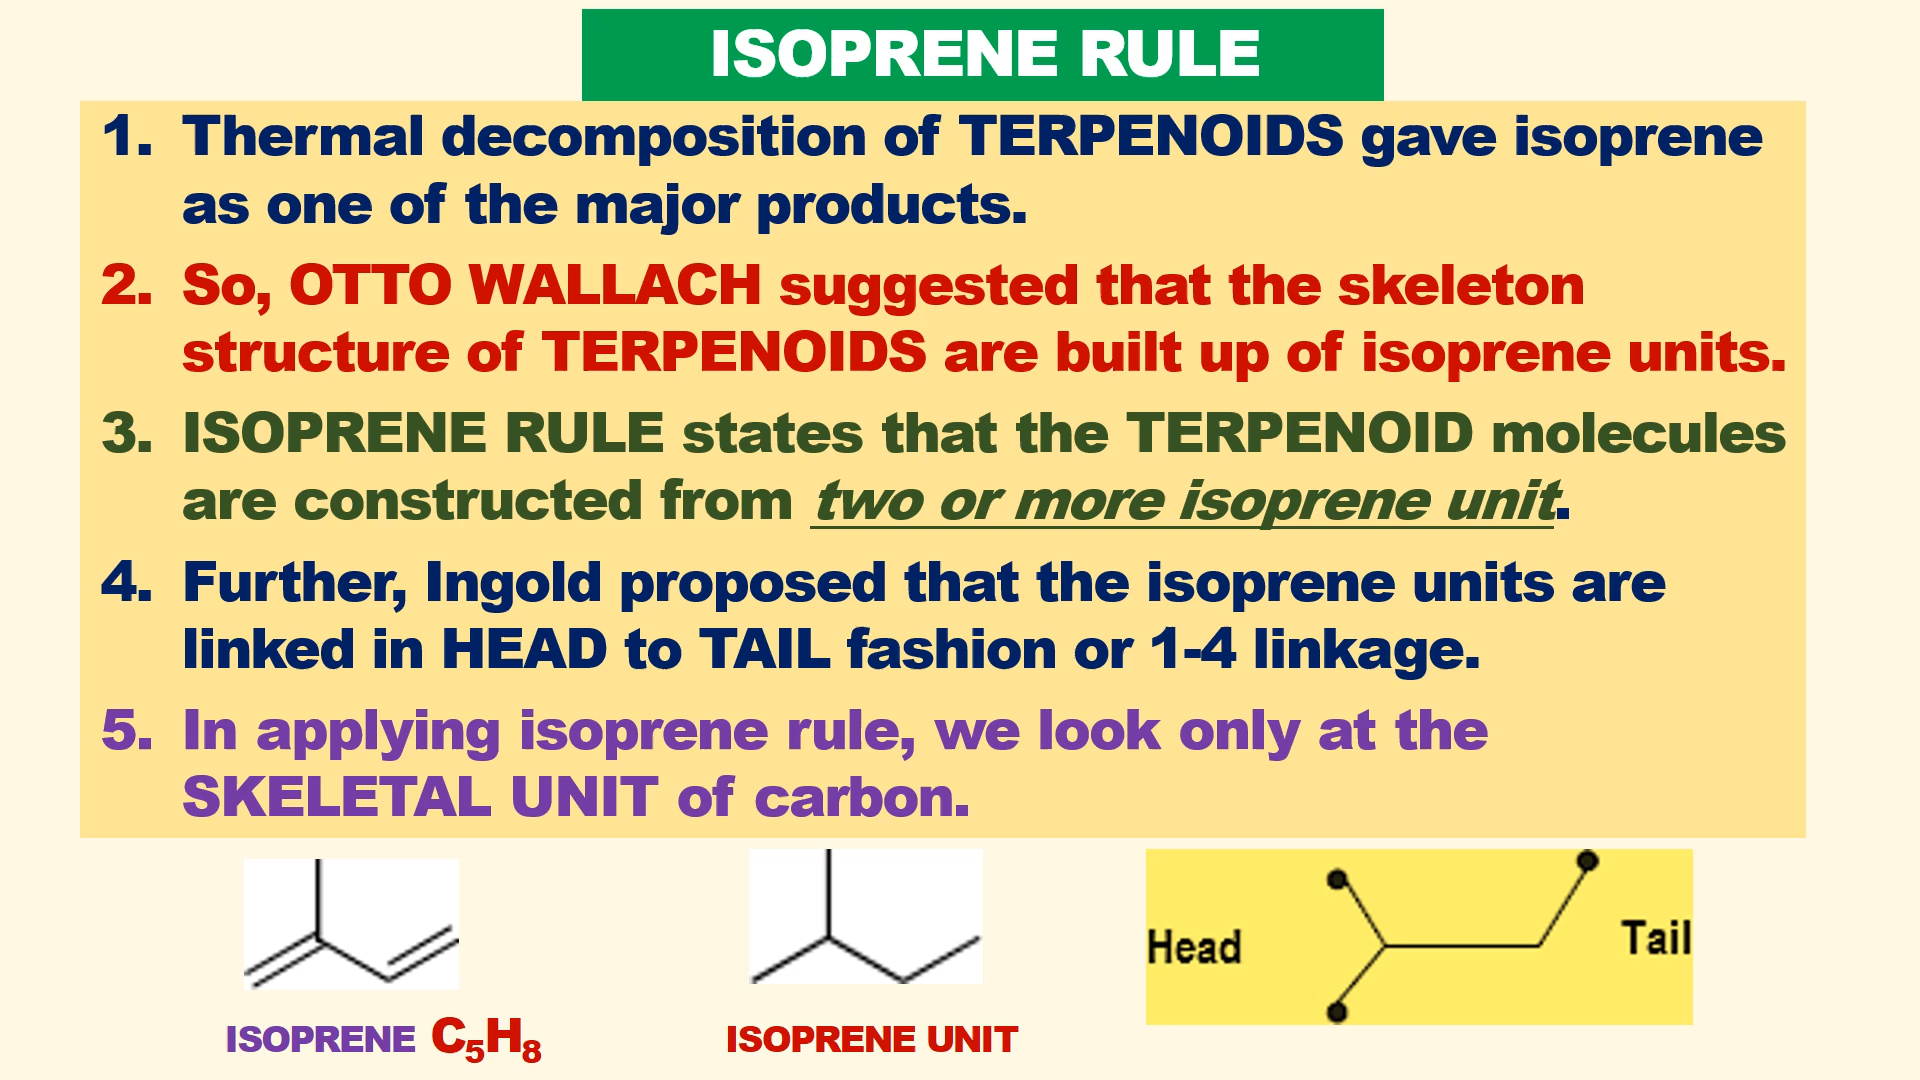 ISOPRENE RULE
1. Thermal decomposition of TERPENOIDS gave isoprene
as one of the major products.
2. So, OTTO WALLACH suggested that the skeleton
structure of TERPENOIDS are built up of isoprene units.
3. ISOPRENE RULE states that the TERPENOID molecules
are constructed from two or more isoprene unit.
4. Further, Ingold proposed that the isoprene units are
linked in HEAD to TAIL fashion or 1-4 linkage.
5. In applying isoprene rule, we look only at the
SKELETAL UNIT of carbon.
Head
Tail
ISOPRENE C₅H₈
ISOPRENE UNIT